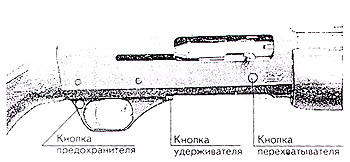 Кнопка
предохранителя
Кнопка
удерживателя
Кнопка
перехватывателя